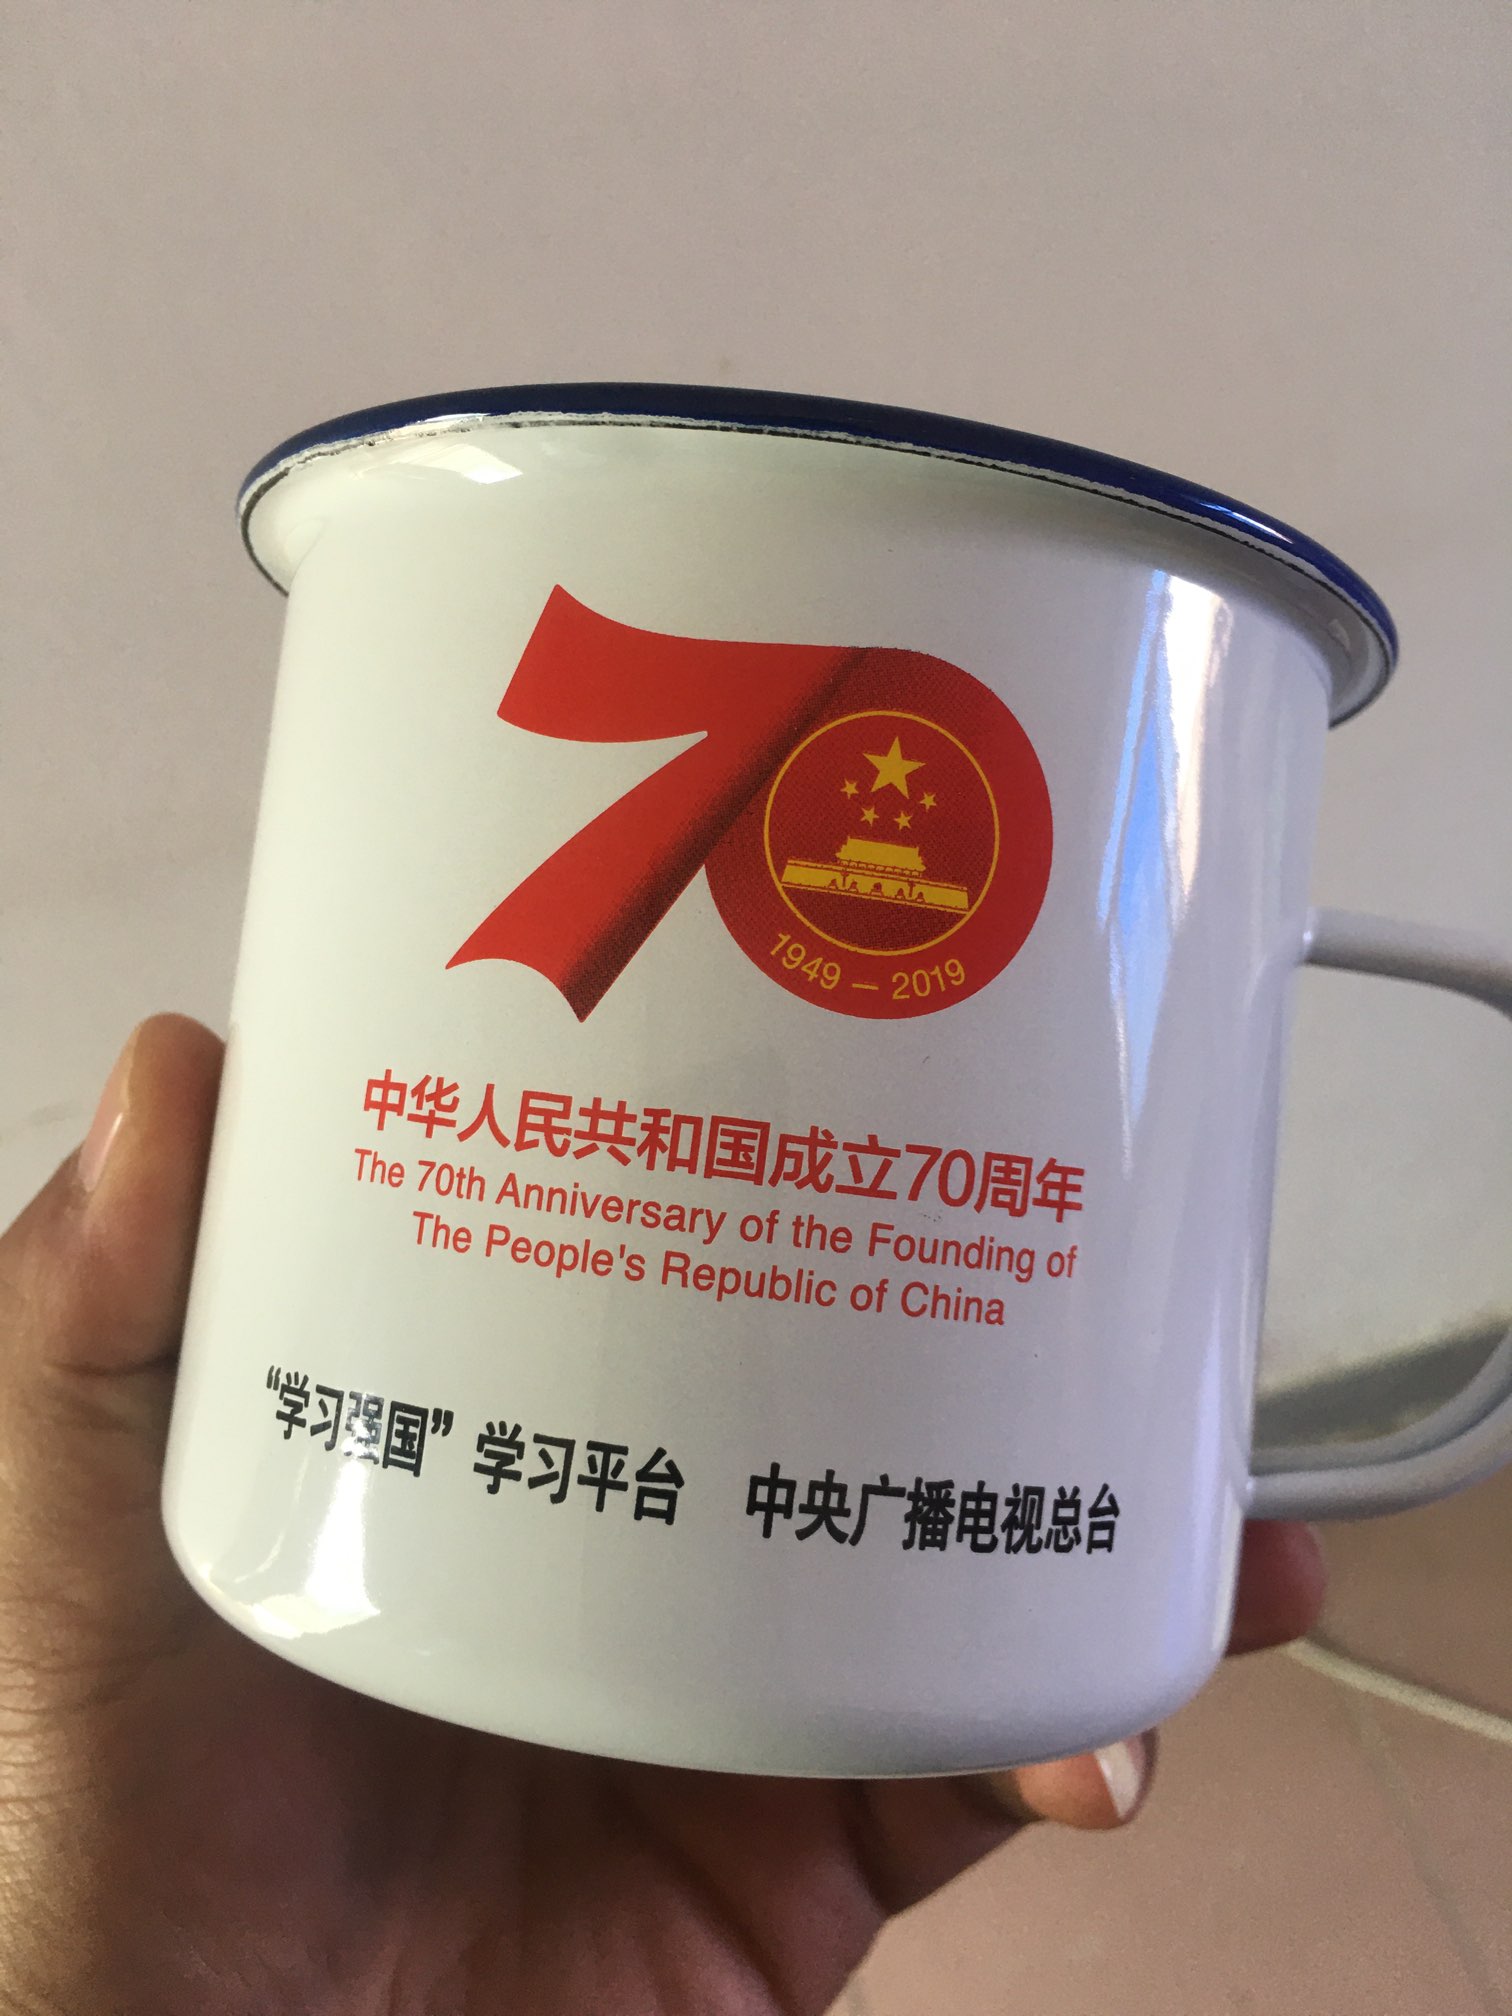 70
1949 – 2019
中华人民共和国成立70周年
The 70th Anniversary of the Founding of
The People's Republic of China
“学习强国” 学习平台 中央广播电视总台